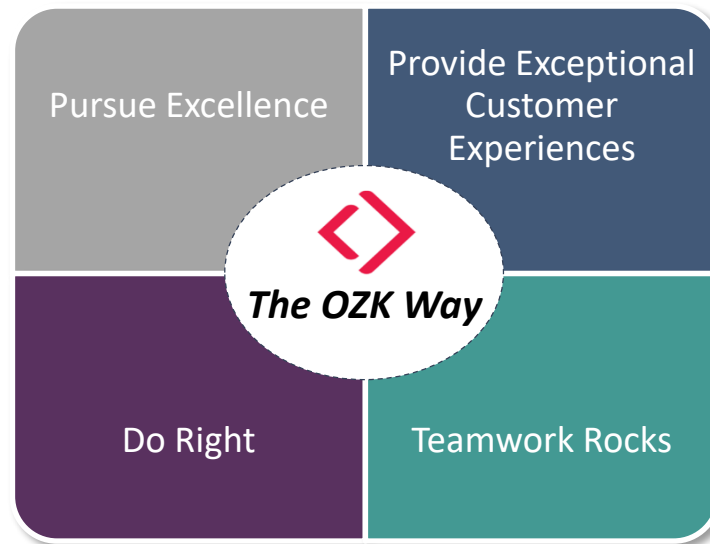 Pursue Excellence
Provide Exceptional
Customer
Experiences
The OZK Way
Do Right
Teamwork Rocks